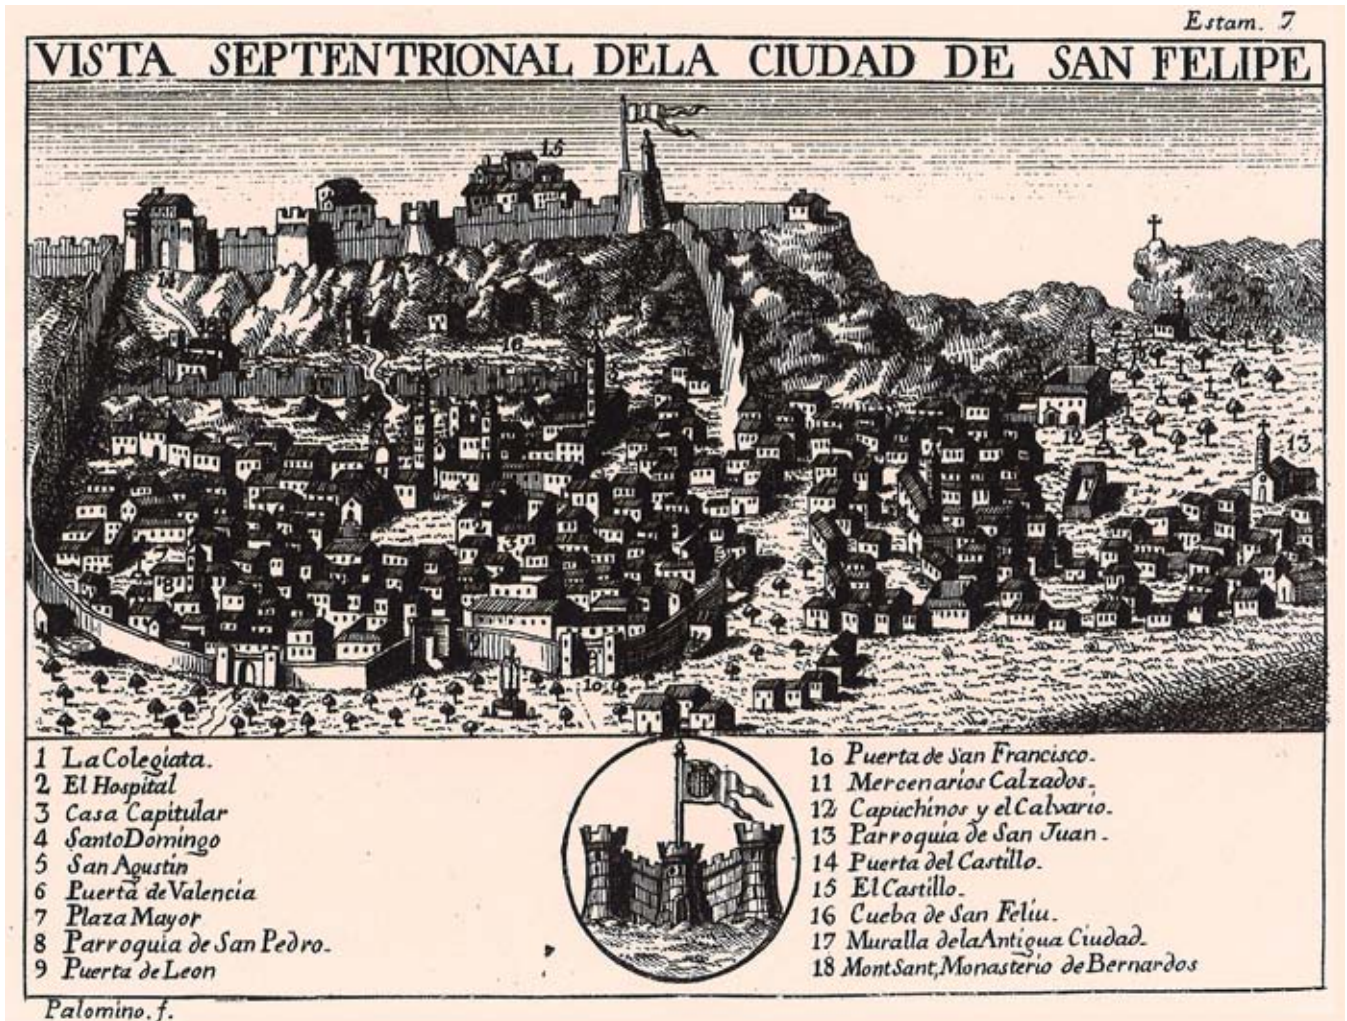 Estam. 7
VISTA SEPTENTRIONAL DELA CIUDAD DE SAN FELIPE
15
14
16
12
13
3
10
1 La Colegiata.
2 El Hospital
3 Casa Capitular
4 Santo Domingo
5 San Agustin
6 Puerta de Valencia
7 Plaza Mayor
8 Parroquia de San Pedro.
9 Puerta de Leon
10 Puerta de San Francisco.
11 Mercenarios Calzados.
12 Capuchinos y el Calvario.
13 Parroquia de San Juan.
14 Puerta del Castillo.
15 El Castillo.
16 Cueba de San Feliu.
17 Muralla dela Antigua Ciudad.
18 Mont Sant, Monasterio de Bernardos
Palomino. f.